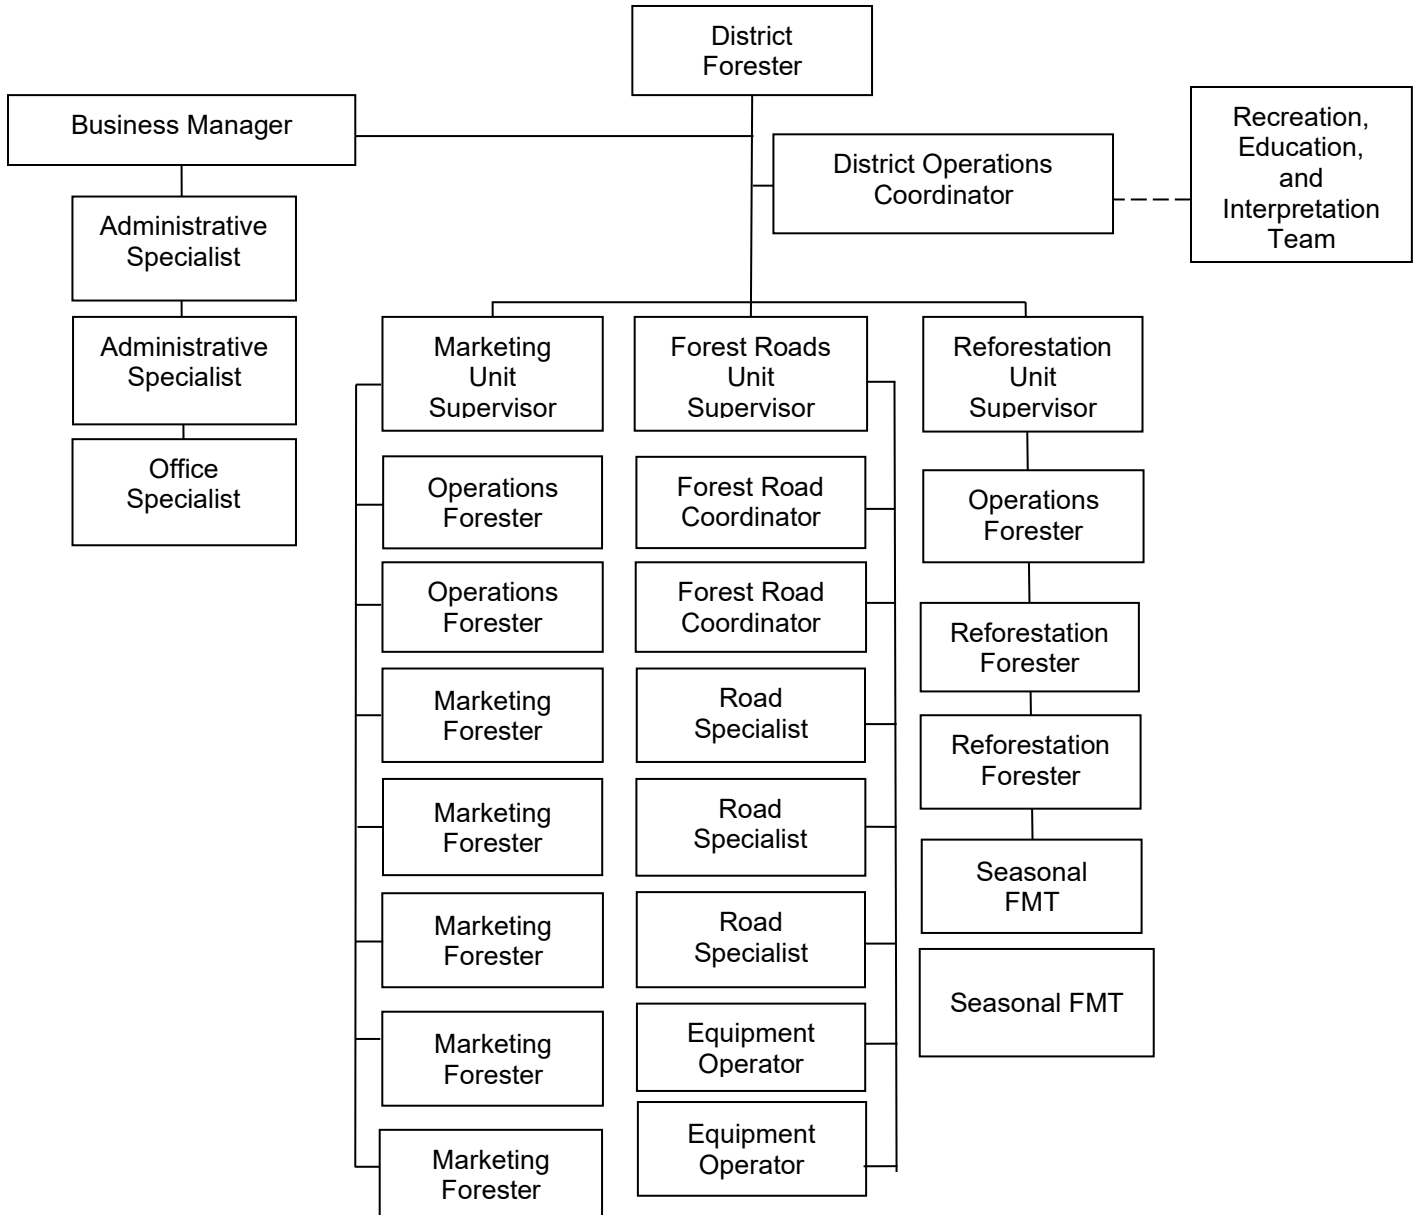 District
Forester
Business Manager
District Operations
Coordinator
Recreation,
Education,
and
Interpretation
Team
Administrative
Specialist
Administrative
Specialist
Office
Specialist
Marketing
Unit
Supervisor
Operations
Forester
Operations
Forester
Marketing
Forester
Marketing
Forester
Marketing
Forester
Marketing
Forester
Marketing
Forester
Forest Roads
Unit
Supervisor
Forest Road
Coordinator
Forest Road
Coordinator
Road
Specialist
Road
Specialist
Road
Specialist
Equipment
Operator
Equipment
Operator
Reforestation
Unit
Supervisor
Operations
Forester
Reforestation
Forester
Reforestation
Forester
Seasonal
FMT
Seasonal FMT